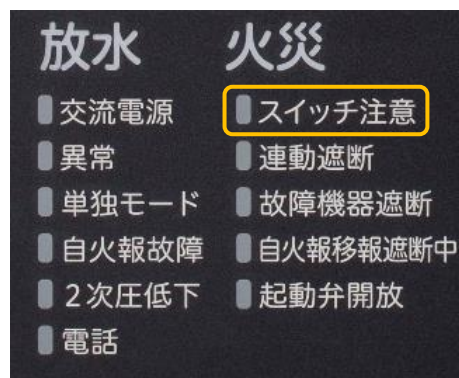 放水 火災
交流電源 スイッチ注意
異常 連動遮断
単独モード 故障機器遮断
自火報故障 自火報移報遮断中
2次圧低下 起動弁開放
電話